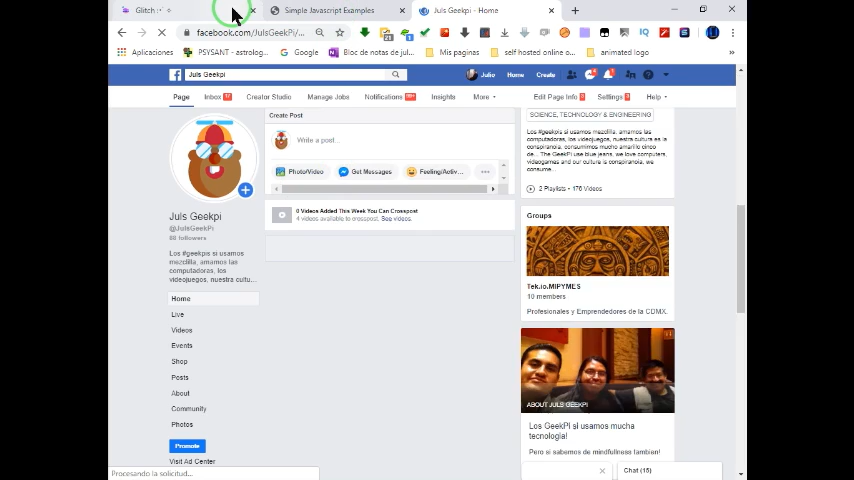 Glitch :・
Simple Javascript Examples
Juls Geekpi - Home
facebook.com/JulsGeekPi/...
Aplicaciones
PSYANT - astrolog...
Google
Bloc de notas de jul...
Mis paginas
self hosted online o...
animated logo
Juls Geekpi
Julio
Home
Create
Page
Inbox
Creator Studio
Manage Jobs
Notifications
Insights
More
Edit Page Info
Settings
Help
Create Post
Write a post...
Photo/Video
Get Messages
Feeling/Activ...
0 Videos Added This Week You Can Crosspost
4 videos available to crosspost. See videos.
Juls Geekpi
@JulsGeekPi
88 followers
Los #geekpis si usamos
mezclilla, amamos las
computadoras, los
videojuegos, nuestra cultu...
Home
Live
Videos
Events
Shop
Posts
About
Community
Photos
Promote
Visit Ad Center
Procesando la solicitud...
SCIENCE, TECHNOLOGY & ENGINEERING
Los #geekpis si usamos mezclilla, amamos las
computadoras, los videojuegos, nuestra cultura es la
conspiranoia, consumimos mucho amarillo cinco
de... The GeekPi use blue jeans, we love computers,
videogames and our culture is conspiranoia, we
consume...
2 Playlists • 176 Videos
Groups
Tek.io.MIPYMES
10 members
Profesionales y Emprendedores de la CDMX.
ABOUT JULS GEEKPI
Los GeekPi si usamos mucha
tecnologia!
Pero si sabemos de mindfullness tambien!
Chat (15)